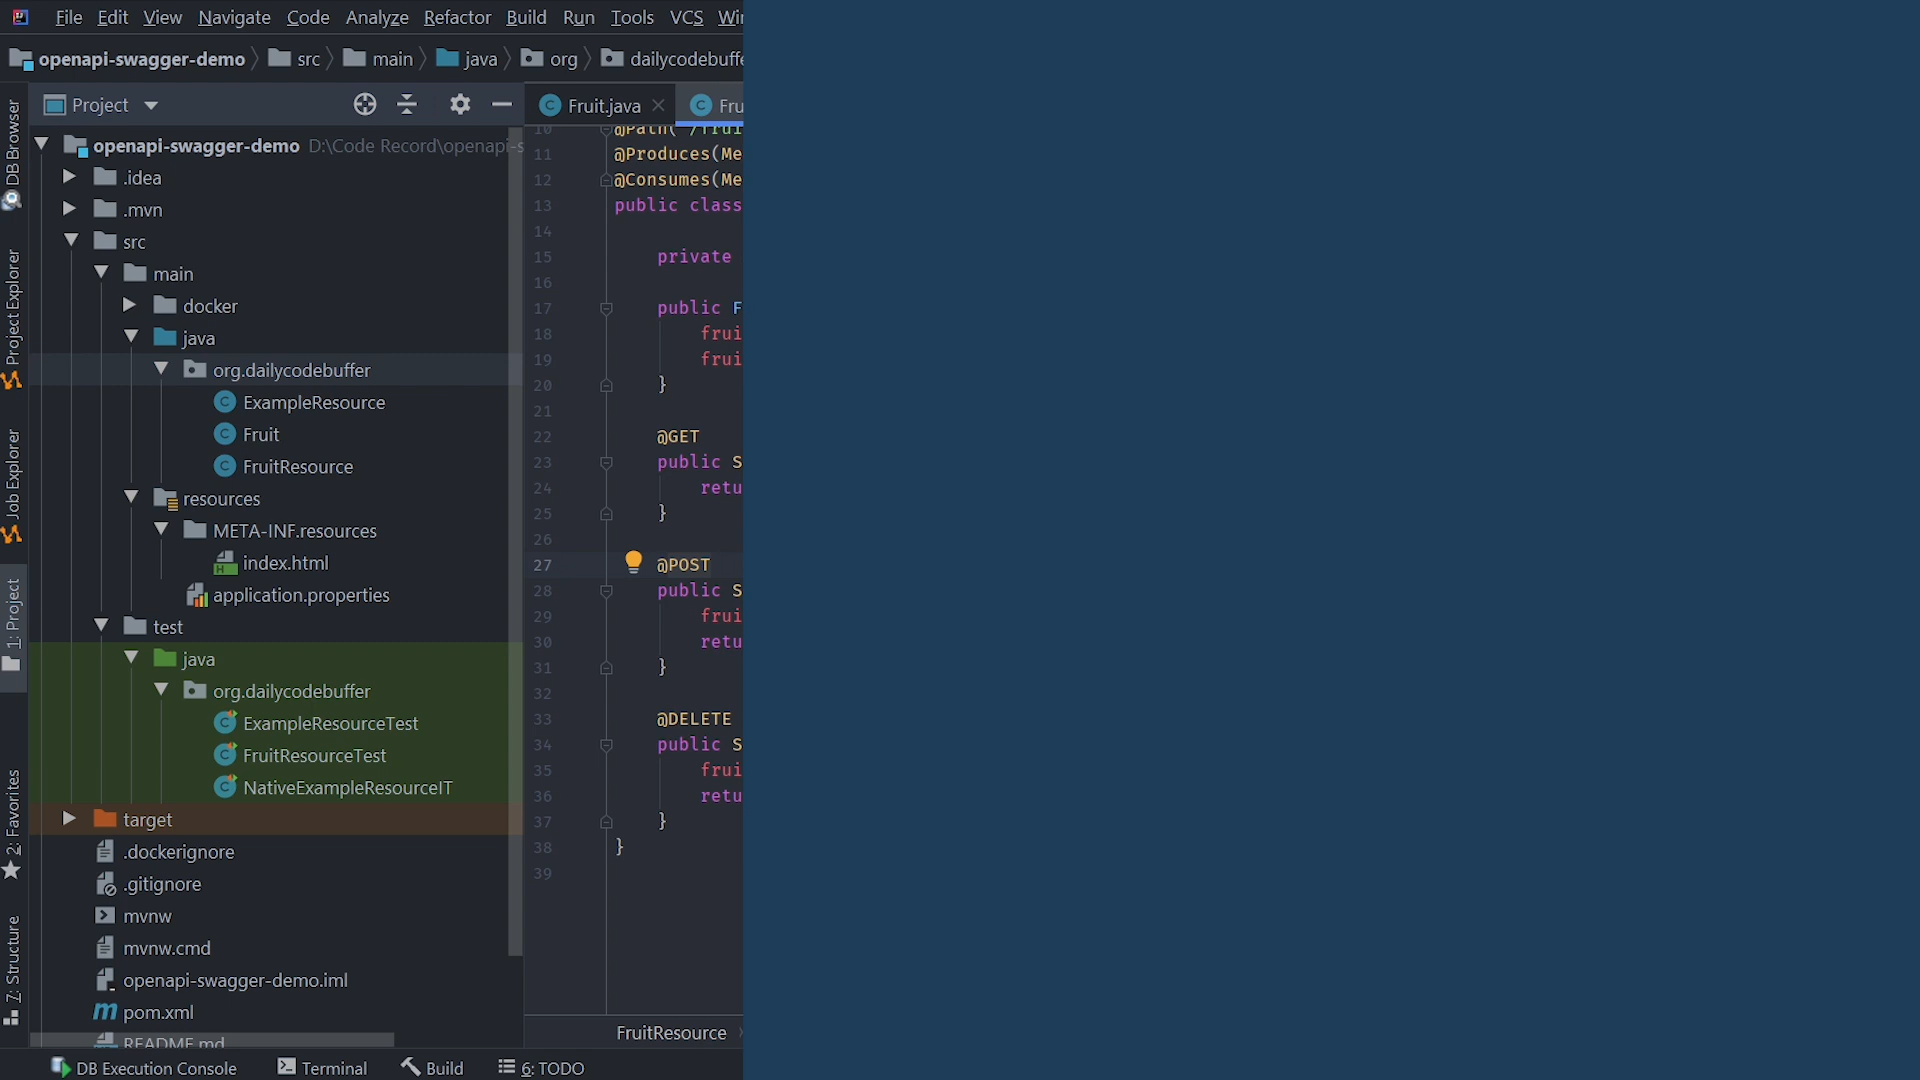 File Edit View Navigate Code Analyze Refactor Build Run Tools VCS
openapi-swagger-demo src main java org
Project
Fruit.java
openapi-swagger-demo D:\Code Record\openapi-s
.idea
.mvn
src
main
docker
java
org.dailycodebuffer
ExampleResource
Fruit
FruitResource
resources
META-INF.resources
index.html
application.properties
test
java
org.dailycodebuffer
ExampleResourceTest
FruitResourceTest
NativeExampleResourceIT
target
.dockerignore
.gitignore
mvnw
mvnw.cmd
openapi-swagger-demo.iml
pom.xml
README.md
DB Browser
Project Explorer
Job Explorer
1: Project
2: Favorites
7: Structure
10 @Path("/frui
11 @Produces(Me
12 @Consumes(Me
13 public class
14
15 private
16
17 public F
18 frui
19 frui
20 }
21
22 @GET
23 public S
24 retu
25 }
26
27 @POST
28 public S
29 frui
30 retu
31 }
32
33 @DELETE
34 public S
35 frui
36 retu
37 }
38 }
39
FruitResource
DB Execution Console Terminal Build 6: TODO